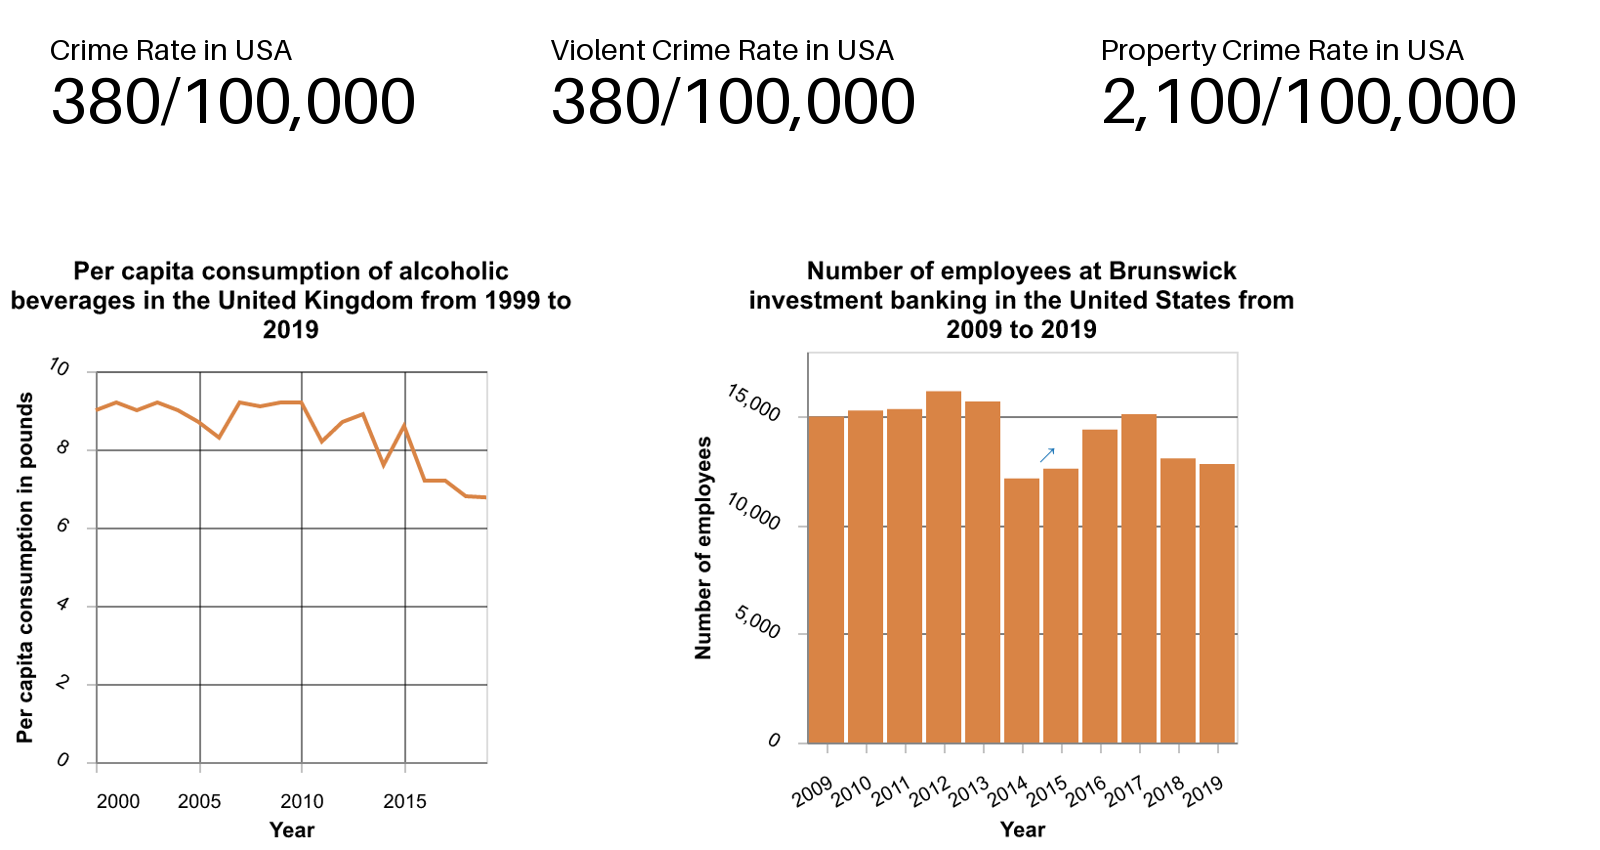 Crime Rate in USA
380/100,000
Violent Crime Rate in USA
380/100,000
Property Crime Rate in USA
2,100/100,000
Per capita consumption of alcoholic
beverages in the United Kingdom from 1999 to
2019
Per capita consumption in pounds
10
8
6
4
2
0
2000
2005
2010
2015
Year
Number of employees at Brunswick
investment banking in the United States from
2009 to 2019
Number of employees
15,000
10,000
5,000
0
2009
2010
2011
2012
2013
2014
2015
2016
2017
2018
2019
Year